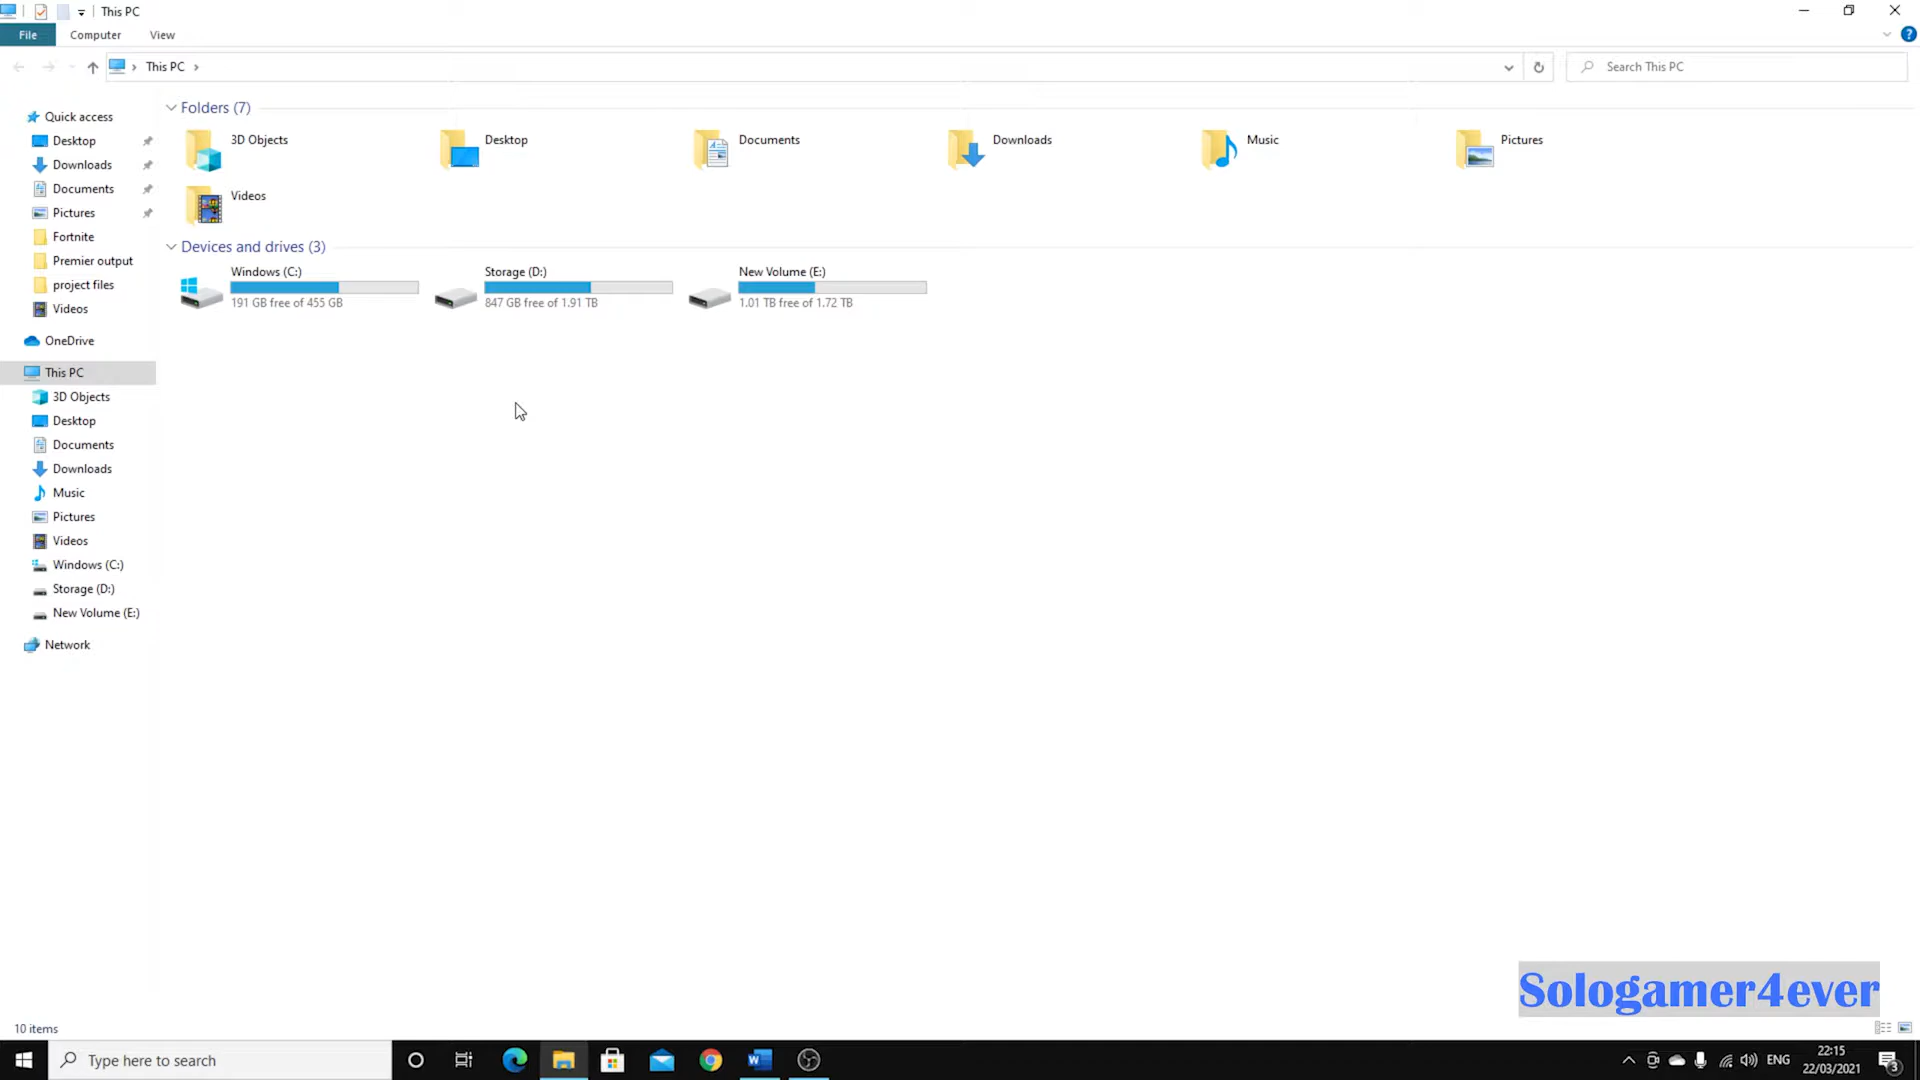 This PC
File
Computer
View
This PC
Search This PC
Quick access
Desktop
Downloads
Documents
Pictures
Fortnite
Premier output
project files
Videos
OneDrive
This PC
3D Objects
Desktop
Documents
Downloads
Music
Pictures
Videos
Windows (C:)
Storage (D:)
New Volume (E:)
Network
Folders (7)
3D Objects
Desktop
Documents
Downloads
Music
Pictures
Videos
Devices and drives (3)
Windows (C:)
191 GB free of 455 GB
Storage (D:)
847 GB free of 1.91 TB
New Volume (E:)
1.01 TB free of 1.72 TB
Sologamer4ever
10 items
Type here to search
ENG
22:15
22/03/2021
3